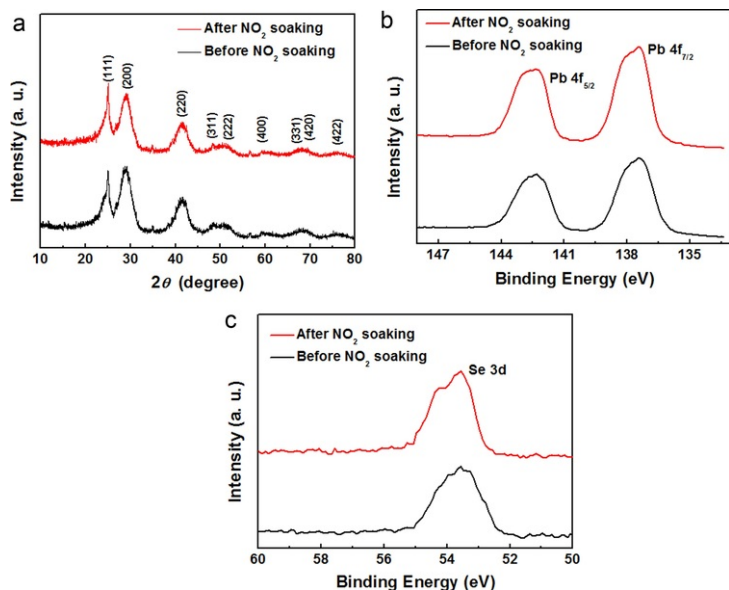 a
After NO₂ soaking
Before NO₂ soaking
(111)
(200)
(220)
(311)
(222)
(400)
(331)
(420)
(422)
Intensity (a. u.)
10 20 30 40 50 60 70 80
2θ (degree)
b
After NO₂ soaking
Before NO₂ soaking
Pb 4f₅/₂
Pb 4f₇/₂
Intensity (a. u.)
147 144 141 138 135
Binding Energy (eV)
c
After NO₂ soaking
Before NO₂ soaking
Se 3d
Intensity (a. u.)
60 58 56 54 52 50
Binding Energy (eV)